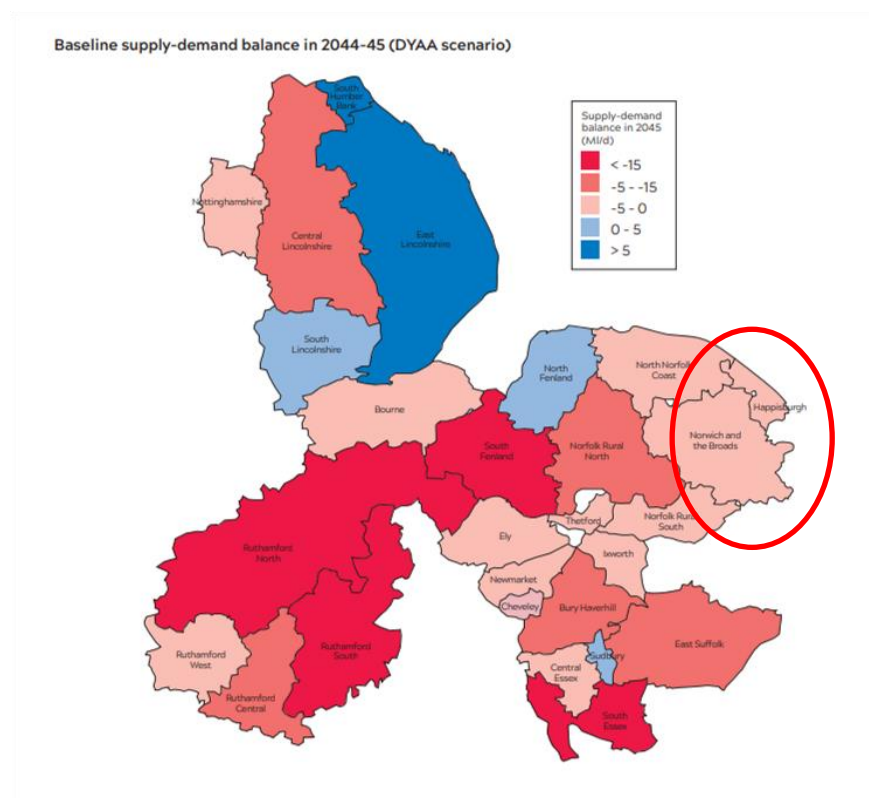 Baseline supply-demand balance in 2044-45 (DYAA scenario)
South
Humber
Bank
Supply-demand
balance in 2045
(Ml/d)
< -15
-5 - -15
-5 - 0
0 - 5
> 5
Nottinghamshire
Central
Lincolnshire
East
Lincolnshire
South
Lincolnshire
North
Fenland
North Norfolk
Coast
Happisburgh
Bourne
Norwich and
the Broads
South
Fenland
Norfolk Rural
North
Thetford
Norfolk Rural
South
Ely
Ixworth
Ruthamford
North
Newmarket
Cheveley
Bury Haverhill
East Suffolk
Sudbury
Ruthamford
West
Ruthamford
South
Central
Essex
Ruthamford
Central
South
Essex